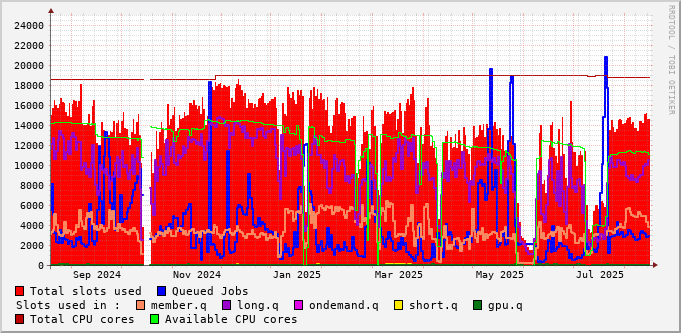 24000
22000
20000
18000
16000
14000
12000
10000
8000
6000
4000
2000
0
Sep 2024 Nov 2024 Jan 2025 Mar 2025 May 2025 Jul 2025
Total slots used Queued Jobs
Slots used in : member.q long.q ondemand.q short.q gpu.q
Total CPU cores Available CPU cores
RRDTOOL / TOBI OETIKER